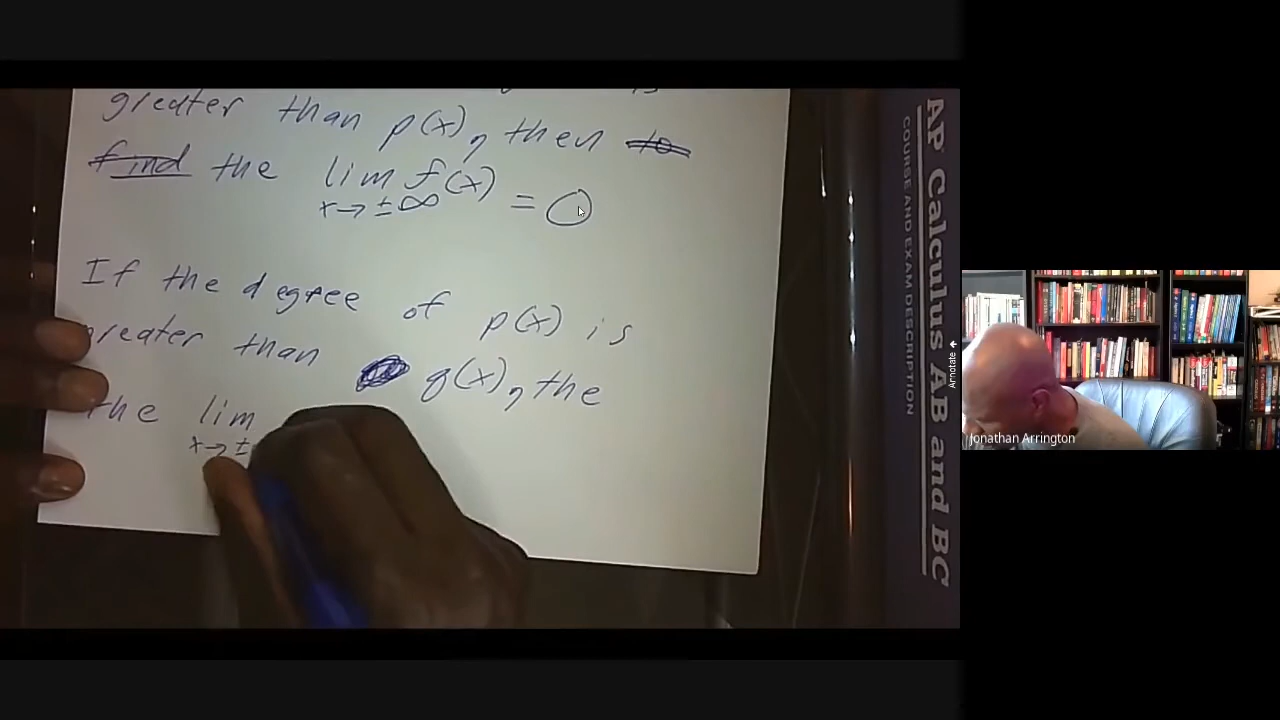 greater than p(x), then to
find the lim f(x) = 0
x→ ±∞
If the degree of p(x) is
greater than q(x), the
the lim
x→ ±
AP Calculus AB and BC
COURSE AND EXAM DESCRIPTION
Annotate
Jonathan Arrington